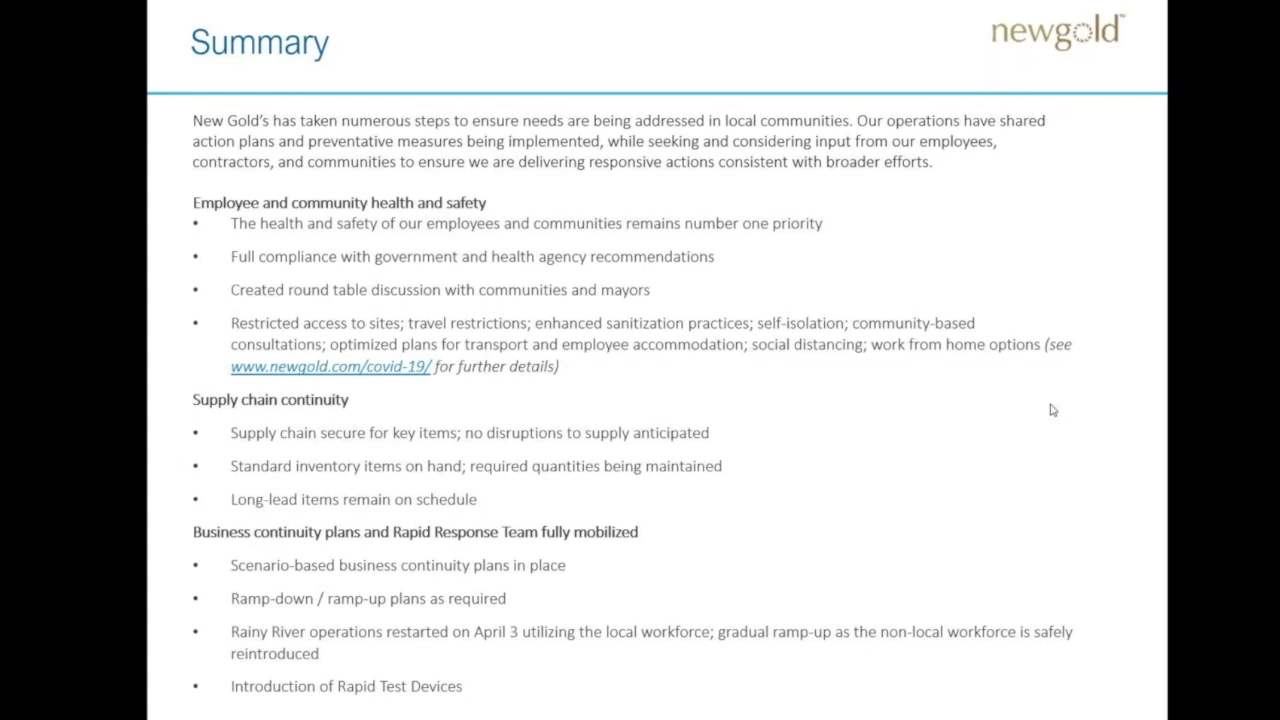 Summary
newgold™
New Gold's has taken numerous steps to ensure needs are being addressed in local communities. Our operations have shared
action plans and preventative measures being implemented, while seeking and considering input from our employees,
contractors, and communities to ensure we are delivering responsive actions consistent with broader efforts.
Employee and community health and safety
• The health and safety of our employees and communities remains number one priority
• Full compliance with government and health agency recommendations
• Created round table discussion with communities and mayors
• Restricted access to sites; travel restrictions; enhanced sanitization practices; self-isolation; community-based
consultations; optimized plans for transport and employee accommodation; social distancing; work from home options (see
www.newgold.com/covid-19/ for further details)
Supply chain continuity
• Supply chain secure for key items; no disruptions to supply anticipated
• Standard inventory items on hand; required quantities being maintained
• Long-lead items remain on schedule
Business continuity plans and Rapid Response Team fully mobilized
• Scenario-based business continuity plans in place
• Ramp-down / ramp-up plans as required
• Rainy River operations restarted on April 3 utilizing the local workforce; gradual ramp-up as the non-local workforce is safely
reintroduced
• Introduction of Rapid Test Devices